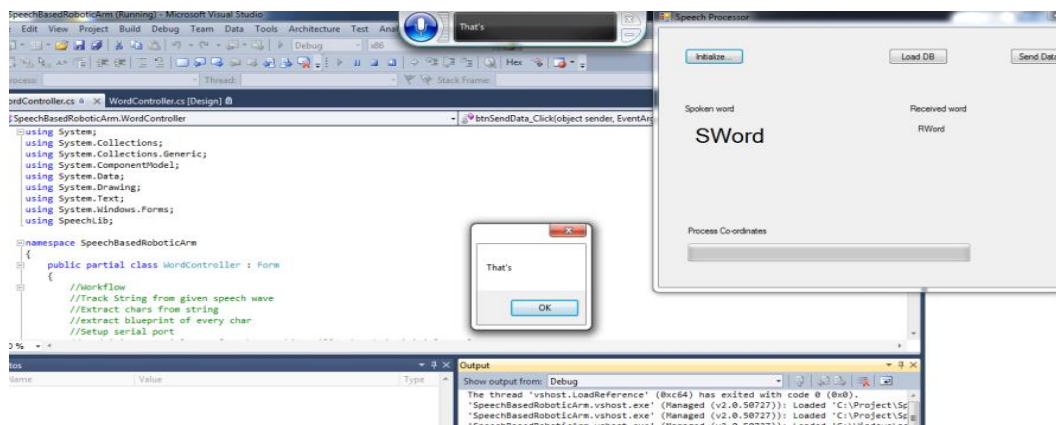 SpeechBasedRoboticArm (Running) - Microsoft Visual Studio
Edit View Project Build Debug Team Data Tools Architecture Test
That's
Speech Processor
Debug x86
Hex
Thread: Stack Frame:
Initialize... Load DB Send Data
WordController.cs [Design]
SpeechBasedRoboticArm.WordController
btnSendData_Click(object sender,
Spoken word Received word
SWord RWord
using System;
using System.Collections;
using System.Collections.Generic;
using System.ComponentModel;
using System.Data;
using System.Drawing;
using System.Text;
using System.Windows.Forms;
using SpeechLib;
namespace SpeechBasedRoboticArm
{
public partial class WordController : Form
{
//Workflow
//Track String from given speech wave
//Extract chars from string
//extract blueprint of every char
//Setup serial port
Process Co-ordinates
That's
OK
Value Type
Output
Show output from: Debug
The thread 'vshost.LoadReference' (0xc64) has exited with code 0 (0x0).
'SpeechBasedRoboticArm.vshost.exe' (Managed (v2.0.50727)): Loaded 'C:\Project\Sp
'SpeechBasedRoboticArm.vshost.exe' (Managed (v2.0.50727)): Loaded 'C:\Project\Sp